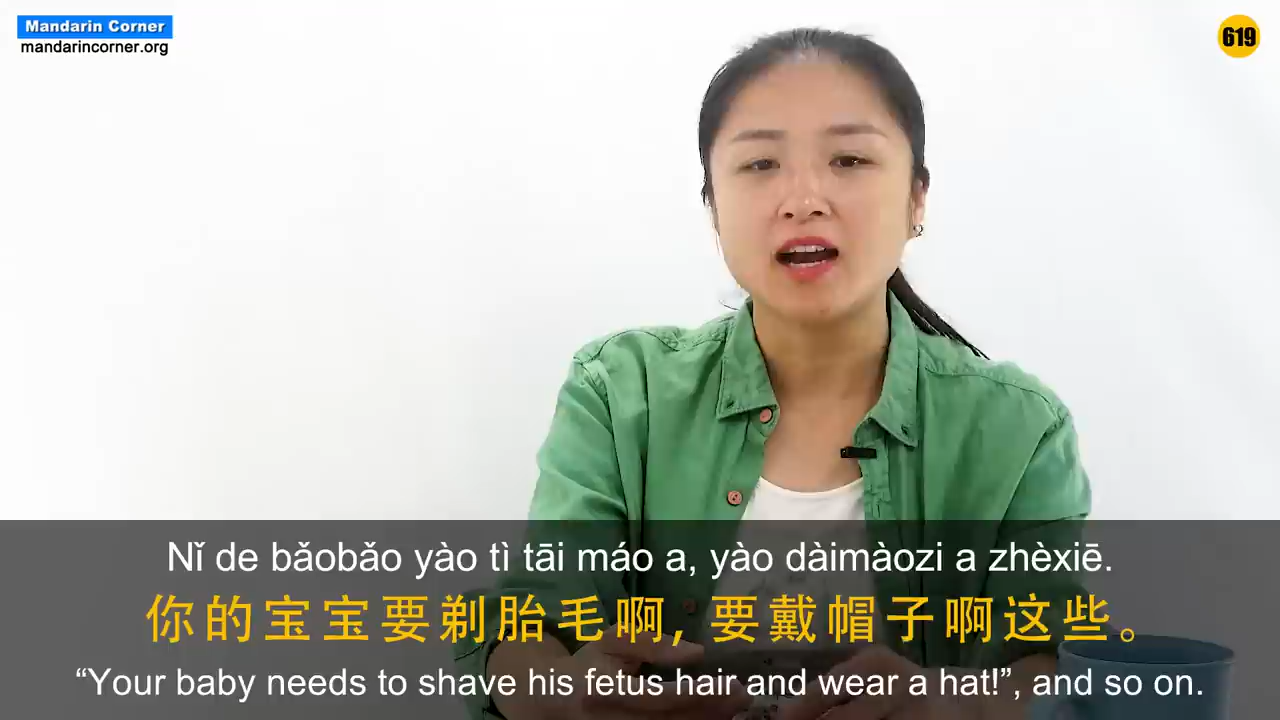 Mandarin Corner
mandarincorner.org
619
Nǐ de bǎobǎo yào tì tāi máo a, yào dàimàozi a zhèxiē.
你的宝宝要剃胎毛啊, 要戴帽子啊这些。
“Your baby needs to shave his fetus hair and wear a hat!”, and so on.